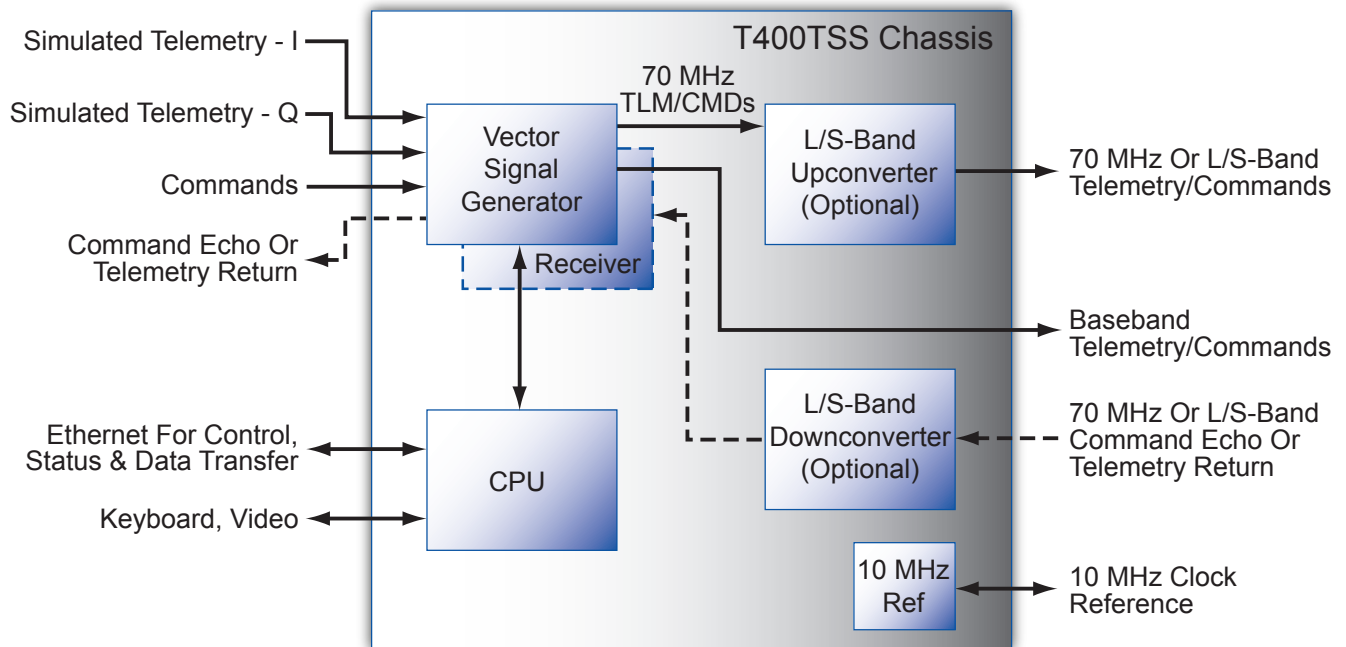 T400TSS Chassis
Simulated Telemetry - I
Simulated Telemetry - Q
Commands
Command Echo Or
Telemetry Return
Vector
Signal
Generator
Receiver
70 MHz
TLM/CMDs
L/S-Band
Upconverter
(Optional)
70 MHz Or L/S-Band
Telemetry/Commands
Baseband
Telemetry/Commands
L/S-Band
Downconverter
(Optional)
70 MHz Or L/S-Band
Command Echo Or
Telemetry Return
Ethernet For Control,
Status & Data Transfer
Keyboard, Video
CPU
10 MHz
Ref
10 MHz Clock
Reference